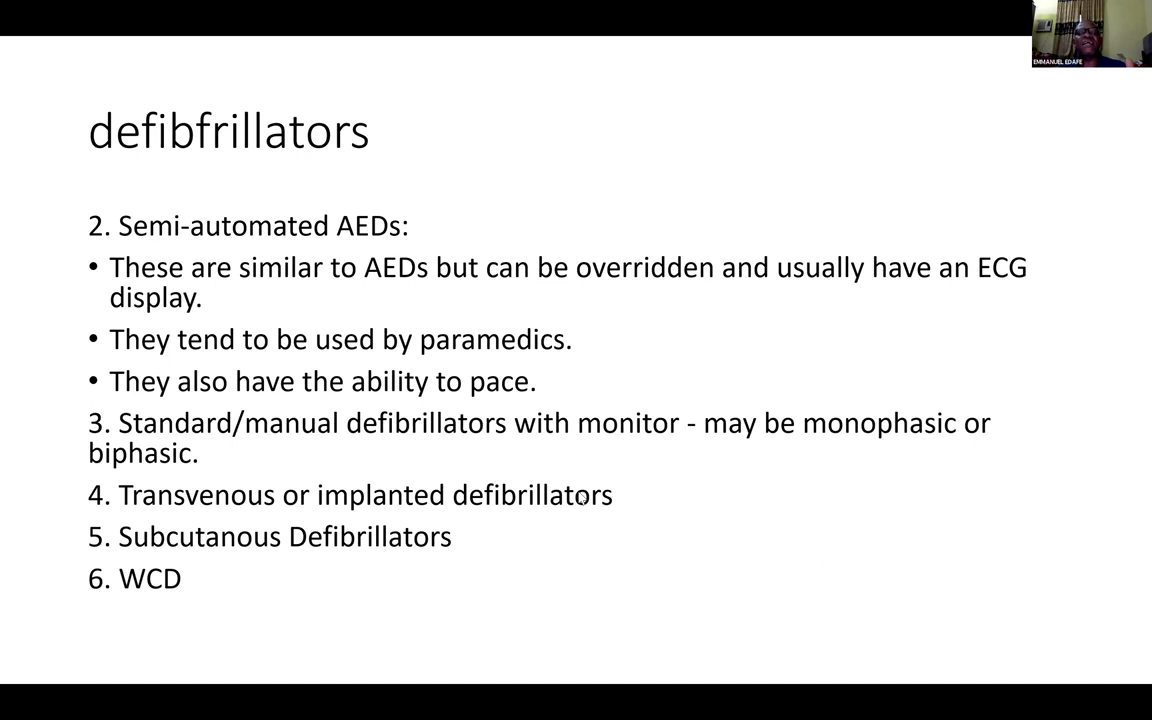 EMMANUEL EDAFE
defibfrillators
2. Semi-automated AEDs:
• These are similar to AEDs but can be overridden and usually have an ECG
display.
• They tend to be used by paramedics.
• They also have the ability to pace.
3. Standard/manual defibrillators with monitor - may be monophasic or
biphasic.
4. Transvenous or implanted defibrillators
5. Subcutanous Defibrillators
6. WCD